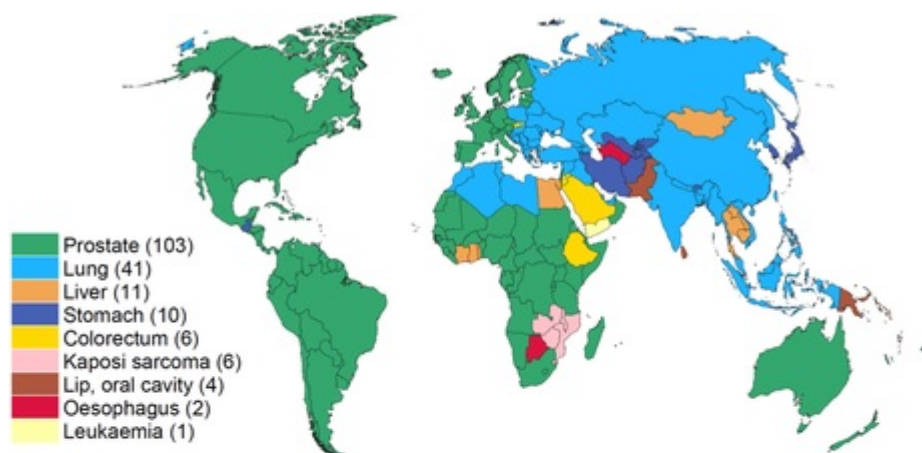 Prostate (103)
Lung (41)
Liver (11)
Stomach (10)
Colorectum (6)
Kaposi sarcoma (6)
Lip, oral cavity (4)
Oesophagus (2)
Leukaemia (1)